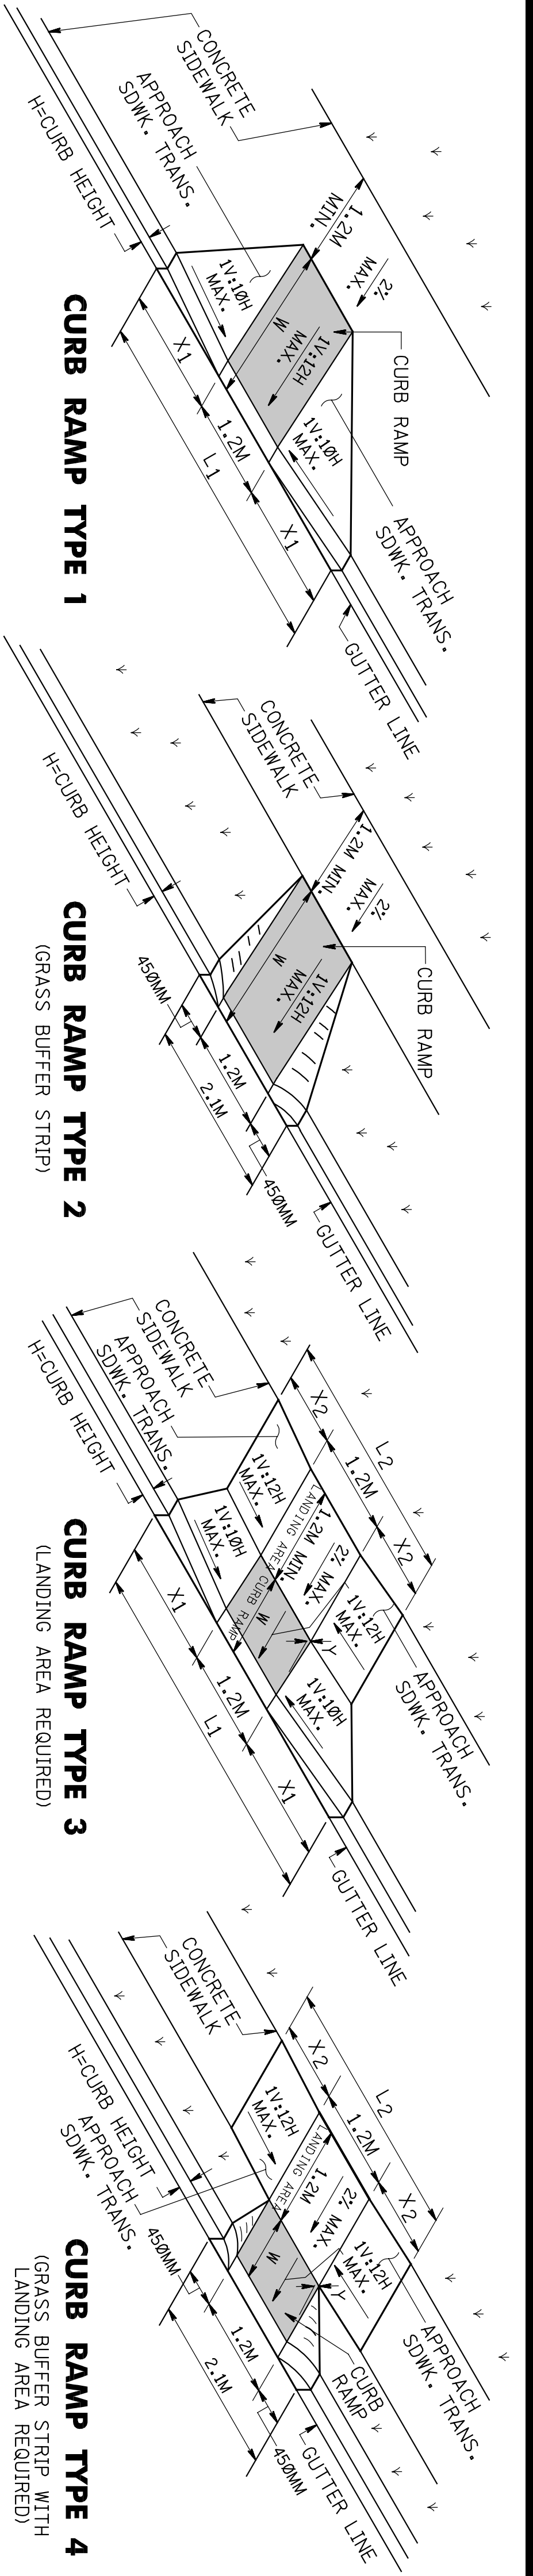 CONCRETE
SIDEWALK
APPROACH
SDWK. TRANS.
H=CURB HEIGHT
1.2M
MIN.
2%
MAX.
1V:10H
MAX.
W
1V:12H
MAX.
CURB RAMP
1V:10H
MAX.
APPROACH
SDWK. TRANS.
X1
1.2M
X1
L1
GUTTER LINE
CURB RAMP TYPE 1
CONCRETE
SIDEWALK
H=CURB HEIGHT
1.2M MIN.
2%
MAX.
W
1V:12H
MAX.
CURB RAMP
450MM
1.2M
2.1M
450MM
GUTTER LINE
CURB RAMP TYPE 2
(GRASS BUFFER STRIP)
CONCRETE
SIDEWALK
APPROACH
SDWK. TRANS.
H=CURB HEIGHT
L2
X2
1.2M
X2
1V:12H
MAX.
LANDING AREA
1.2M MIN.
2% MAX.
1V:12H
MAX.
1V:10H
MAX.
CURB RAMP
W
Y
1V:10H
MAX.
APPROACH
SDWK. TRANS.
X1
1.2M
X1
L1
GUTTER LINE
CURB RAMP TYPE 3
(LANDING AREA REQUIRED)
CONCRETE
SIDEWALK
H=CURB HEIGHT
APPROACH
SDWK. TRANS.
L2
X2
1.2M
X2
1V:12H
MAX.
LANDING AREA
1.2M
2% MAX.
1V:12H
MAX.
W
Y
APPROACH
SDWK. TRANS.
CURB
RAMP
450MM
1.2M
2.1M
450MM
GUTTER LINE
CURB RAMP TYPE 4
(GRASS BUFFER STRIP WITH
LANDING AREA REQUIRED)